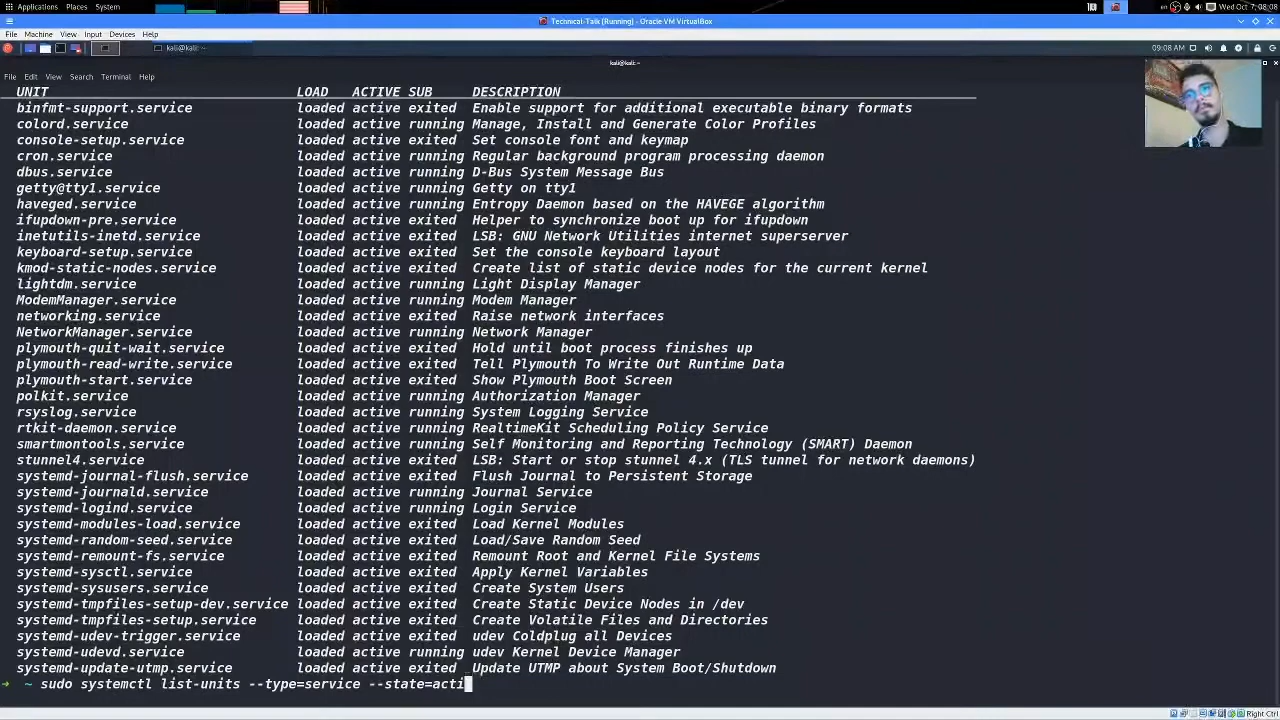 Applications Places System en Wed Oct 7, 08:08
Technical-Talk [Running] - Oracle VM VirtualBox
File Machine View Input Devices Help
kali@kali: ~ 09:08 AM
kali@kali: ~
File Edit View Search Terminal Help
UNIT LOAD ACTIVE SUB DESCRIPTION
binfmt-support.service loaded active exited Enable support for additional executable binary formats
colord.service loaded active running Manage, Install and Generate Color Profiles
console-setup.service loaded active exited Set console font and keymap
cron.service loaded active running Regular background program processing daemon
dbus.service loaded active running D-Bus System Message Bus
getty@tty1.service loaded active running Getty on tty1
haveged.service loaded active running Entropy Daemon based on the HAVEGE algorithm
ifupdown-pre.service loaded active exited Helper to synchronize boot up for ifupdown
inetutils-inetd.service loaded active exited LSB: GNU Network Utilities internet superserver
keyboard-setup.service loaded active exited Set the console keyboard layout
kmod-static-nodes.service loaded active exited Create list of static device nodes for the current kernel
lightdm.service loaded active running Light Display Manager
ModemManager.service loaded active running Modem Manager
networking.service loaded active exited Raise network interfaces
NetworkManager.service loaded active running Network Manager
plymouth-quit-wait.service loaded active exited Hold until boot process finishes up
plymouth-read-write.service loaded active exited Tell Plymouth To Write Out Runtime Data
plymouth-start.service loaded active exited Show Plymouth Boot Screen
polkit.service loaded active running Authorization Manager
rsyslog.service loaded active running System Logging Service
rtkit-daemon.service loaded active running RealtimeKit Scheduling Policy Service
smartmontools.service loaded active running Self Monitoring and Reporting Technology (SMART) Daemon
stunnel4.service loaded active exited LSB: Start or stop stunnel 4.x (TLS tunnel for network daemons)
systemd-journal-flush.service loaded active exited Flush Journal to Persistent Storage
systemd-journald.service loaded active running Journal Service
systemd-logind.service loaded active running Login Service
systemd-modules-load.service loaded active exited Load Kernel Modules
systemd-random-seed.service loaded active exited Load/Save Random Seed
systemd-remount-fs.service loaded active exited Remount Root and Kernel File Systems
systemd-sysctl.service loaded active exited Apply Kernel Variables
systemd-sysusers.service loaded active exited Create System Users
systemd-tmpfiles-setup-dev.service loaded active exited Create Static Device Nodes in /dev
systemd-tmpfiles-setup.service loaded active exited Create Volatile Files and Directories
systemd-udev-trigger.service loaded active exited udev Coldplug all Devices
systemd-udevd.service loaded active running udev Kernel Device Manager
systemd-update-utmp.service loaded active exited Update UTMP about System Boot/Shutdown
➜ ~ sudo systemctl list-units --type=service --state=acti
Right Ctrl